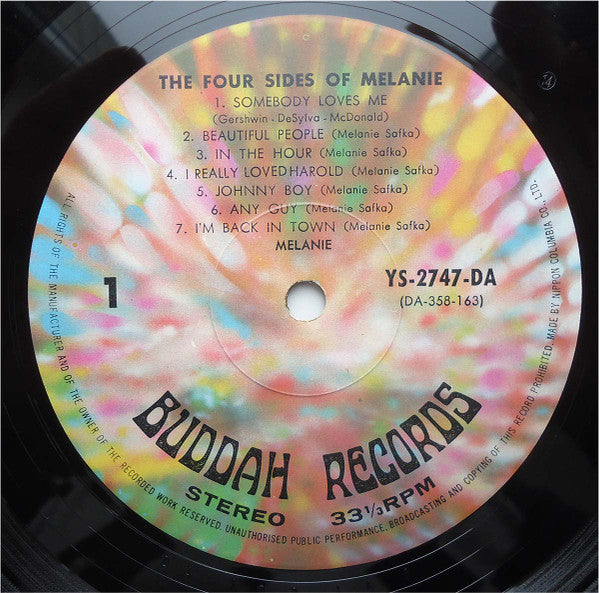 THE FOUR SIDES OF MELANIE
1. SOMEBODY LOVES ME
(Gershwin - DeSylva - McDonald)
2. BEAUTIFUL PEOPLE (Melanie Safka)
3. IN THE HOUR (Melanie Safka)
4. I REALLY LOVED HAROLD (Melanie Safka)
5. JOHNNY BOY (Melanie Safka)
6. ANY GUY (Melanie Safka)
7. I'M BACK IN TOWN (Melanie Safka)
MELANIE
1
YS-2747-DA
(DA-358-163)
BUDDAH RECORDS
STEREO 33⅓RPM
ALL RIGHTS OF THE MANUFACTURER AND OF THE OWNER OF THE RECORDED WORK RESERVED. UNAUTHORISED PUBLIC PERFORMANCE, BROADCASTING AND COPYING OF THIS RECORD PROHIBITED. MADE BY NIPPON COLUMBIA CO., LTD.